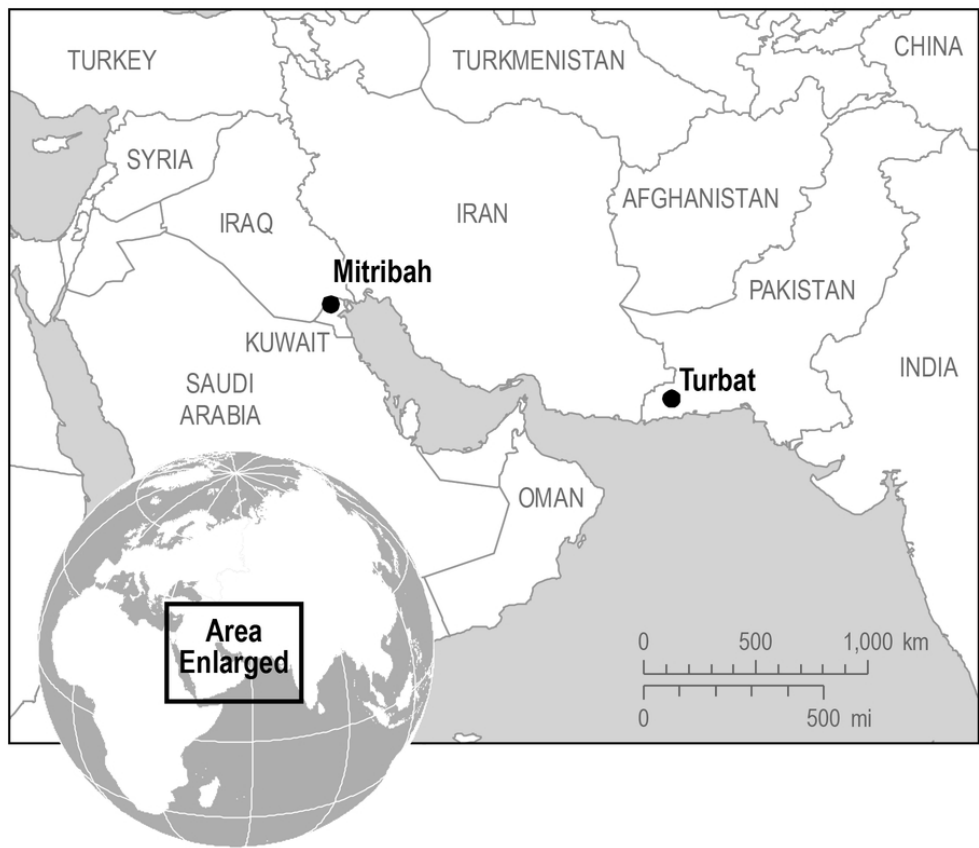 TURKEY
TURKMENISTAN
CHINA
SYRIA
IRAQ
IRAN
AFGHANISTAN
Mitribah
PAKISTAN
KUWAIT
INDIA
SAUDI
ARABIA
Turbat
OMAN
Area
Enlarged
0 500 1,000 km
0 500 mi